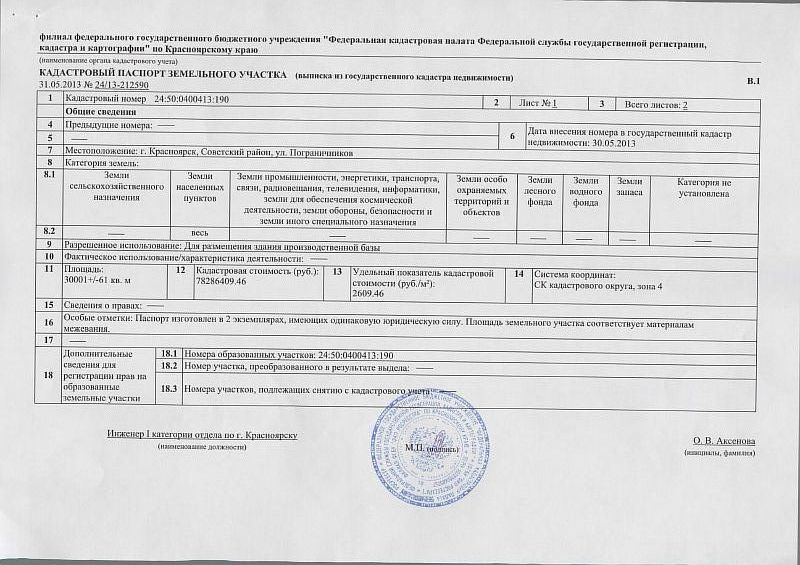 филиал федерального государственного бюджетного учреждения "Федеральная кадастровая палата Федеральной службы государственной регистрации,
кадастра и картографии" по Красноярскому краю
(наименование органа кадастрового учета)
КАДАСТРОВЫЙ ПАСПОРТ ЗЕМЕЛЬНОГО УЧАСТКА (выписка из государственного кадастра недвижимости)
В.1
31.05.2013 № 24/13-212590
1 Кадастровый номер 24:50:0400413:190 2 Лист № 1 3 Всего листов: 2
Общие сведения
4 Предыдущие номера: ——
5 ——
6 Дата внесения номера в государственный кадастр
недвижимости: 30.05.2013
7 Местоположение: г. Красноярск, Советский район, ул. Пограничников
8 Категория земель:
8.1 Земли
сельскохозяйственного
назначения
Земли
населенных
пунктов
Земли промышленности, энергетики, транспорта,
связи, радиовещания, телевидения, информатики,
земли для обеспечения космической
деятельности, земли обороны, безопасности и
земли иного специального назначения
Земли особо
охраняемых
территорий и
объектов
Земли
лесного
фонда
Земли
водного
фонда
Земли
запаса
Категория не
установлена
8.2 —— весь —— —— —— —— —— ——
9 Разрешенное использование: Для размещения здания производственной базы
10 Фактическое использование/характеристика деятельности: ——
11 Площадь:
30001+/-61 кв. м
12 Кадастровая стоимость (руб.):
78286409.46
13 Удельный показатель кадастровой
стоимости (руб./м²):
2609.46
14 Система координат:
СК кадастрового округа, зона 4
15 Сведения о правах: ——
16 Особые отметки: Паспорт изготовлен в 2 экземплярах, имеющих одинаковую юридическую силу. Площадь земельного участка соответствует материалам
межевания.
17 ——
18 Дополнительные
сведения для
регистрации прав на
образованные
земельные участки
18.1 Номера образованных участков: 24:50:0400413:190
18.2 Номер участка, преобразованного в результате выдела: ——
18.3 Номера участков, подлежащих снятию с кадастрового учета: ——
Инженер I категории отдела по г. Красноярску
(наименование должности)
М.П. (подпись)
О. В. Аксенова
(инициалы, фамилия)